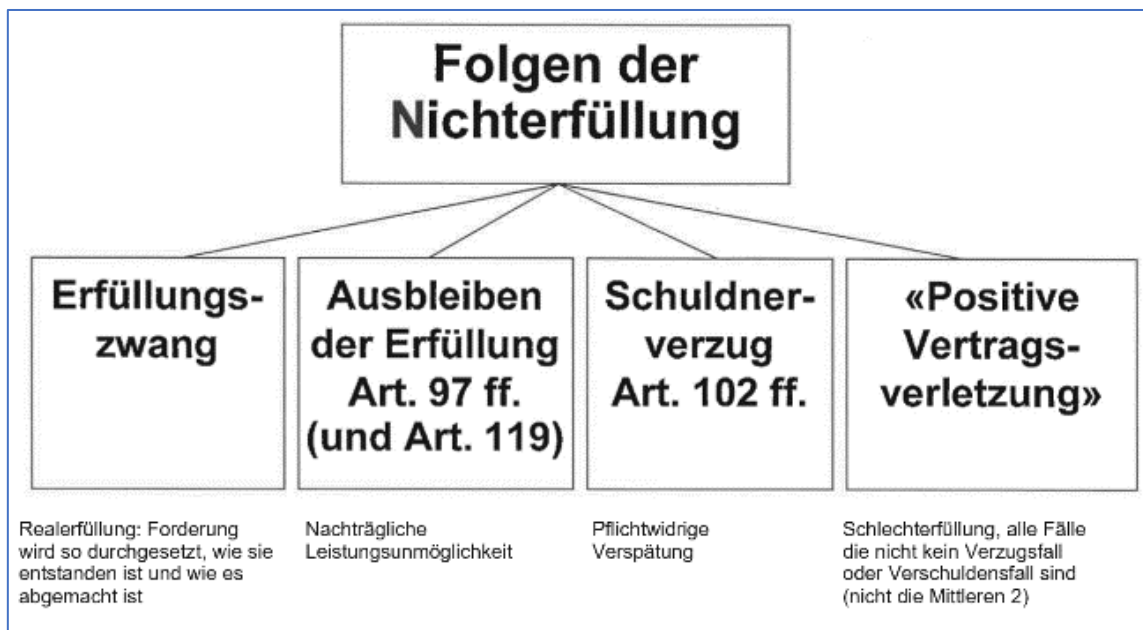 Folgen der
Nichterfüllung
Erfüllungs-
zwang
Ausbleiben
der Erfüllung
Art. 97 ff.
(und Art. 119)
Schuldner-
verzug
Art. 102 ff.
«Positive
Vertrags-
verletzung»
Realerfüllung: Forderung
wird so durchgesetzt, wie sie
entstanden ist und wie es
abgemacht ist
Nachträgliche
Leistungsunmöglichkeit
Pflichtwidrige
Verspätung
Schlechterfüllung, alle Fälle
die nicht kein Verzugsfall
oder Verschuldensfall sind
(nicht die Mittleren 2)